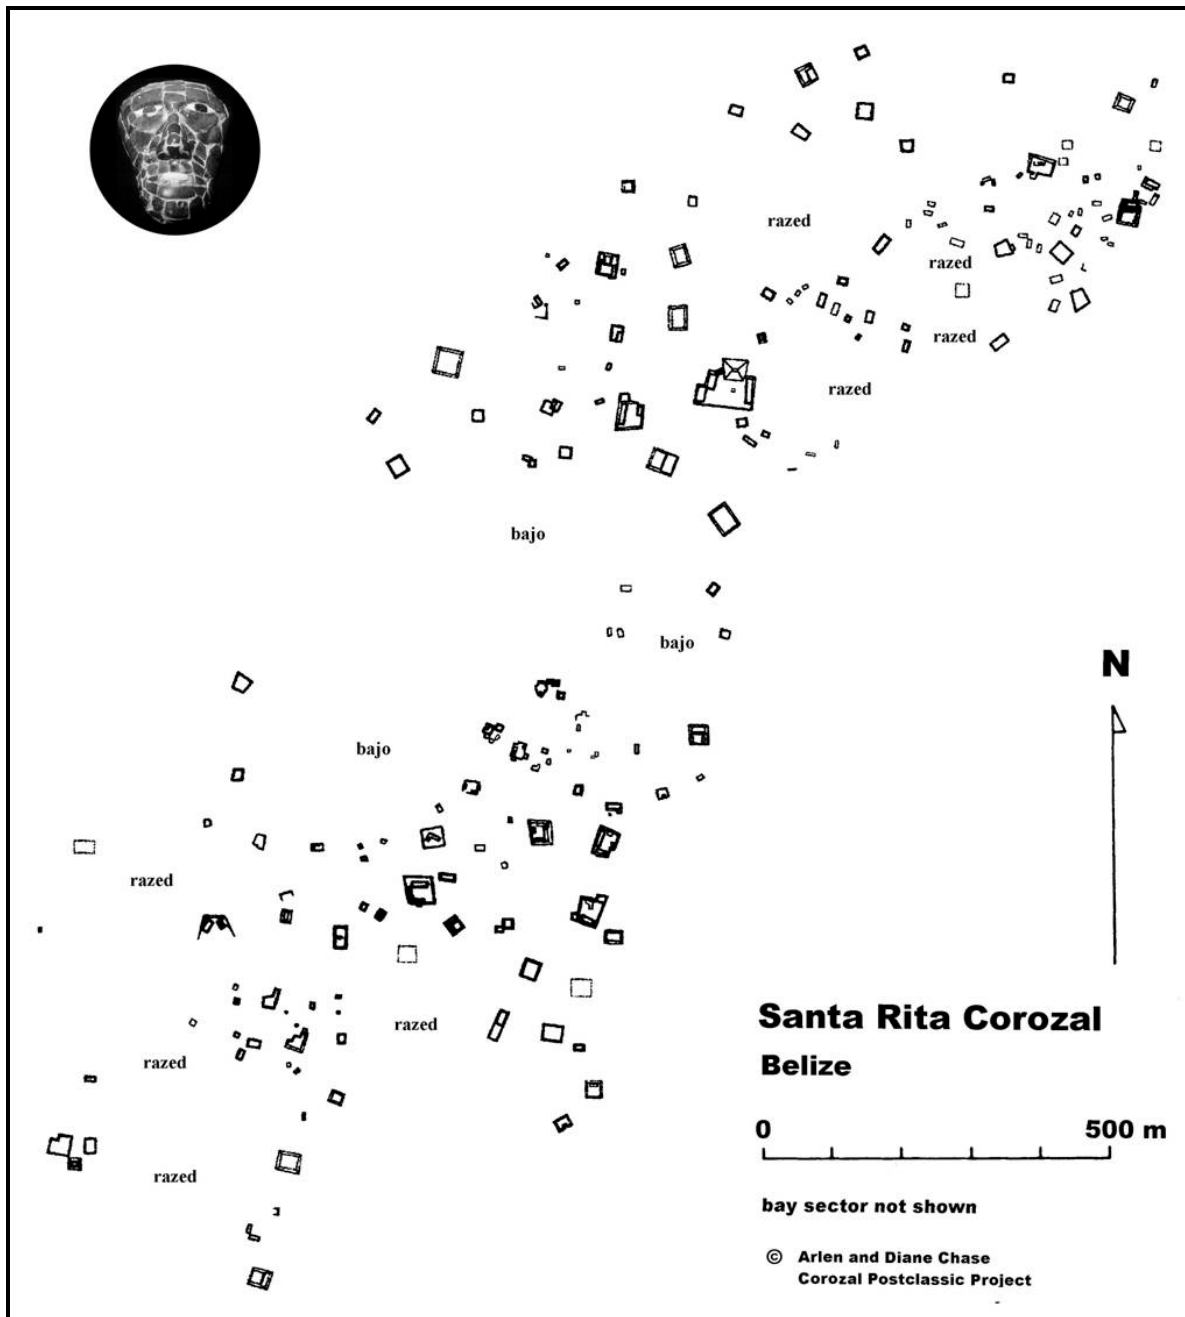 razed
razed
razed
razed
bajo
bajo
N
bajo
razed
razed
razed
razed
Santa Rita Corozal
Belize
0 500 m
bay sector not shown
© Arlen and Diane Chase
Corozal Postclassic Project